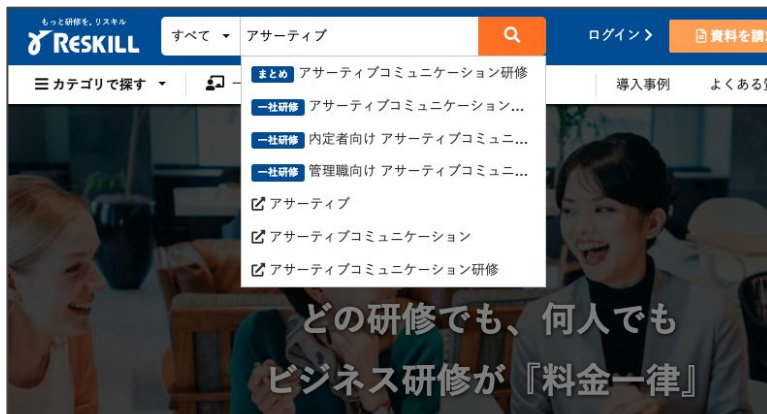 もっと研修を。リスキル
RESKILL
すべて
アサーティブ
ログイン
資料を請
カテゴリで探す
導入事例
よくある
まとめ アサーティブコミュニケーション研修
一社研修 アサーティブコミュニケーション...
一社研修 内定者向け アサーティブコミュニ...
一社研修 管理職向け アサーティブコミュニ...
アサーティブ
アサーティブコミュニケーション
アサーティブコミュニケーション研修
どの研修でも、何人でも
ビジネス研修が『料金一律』